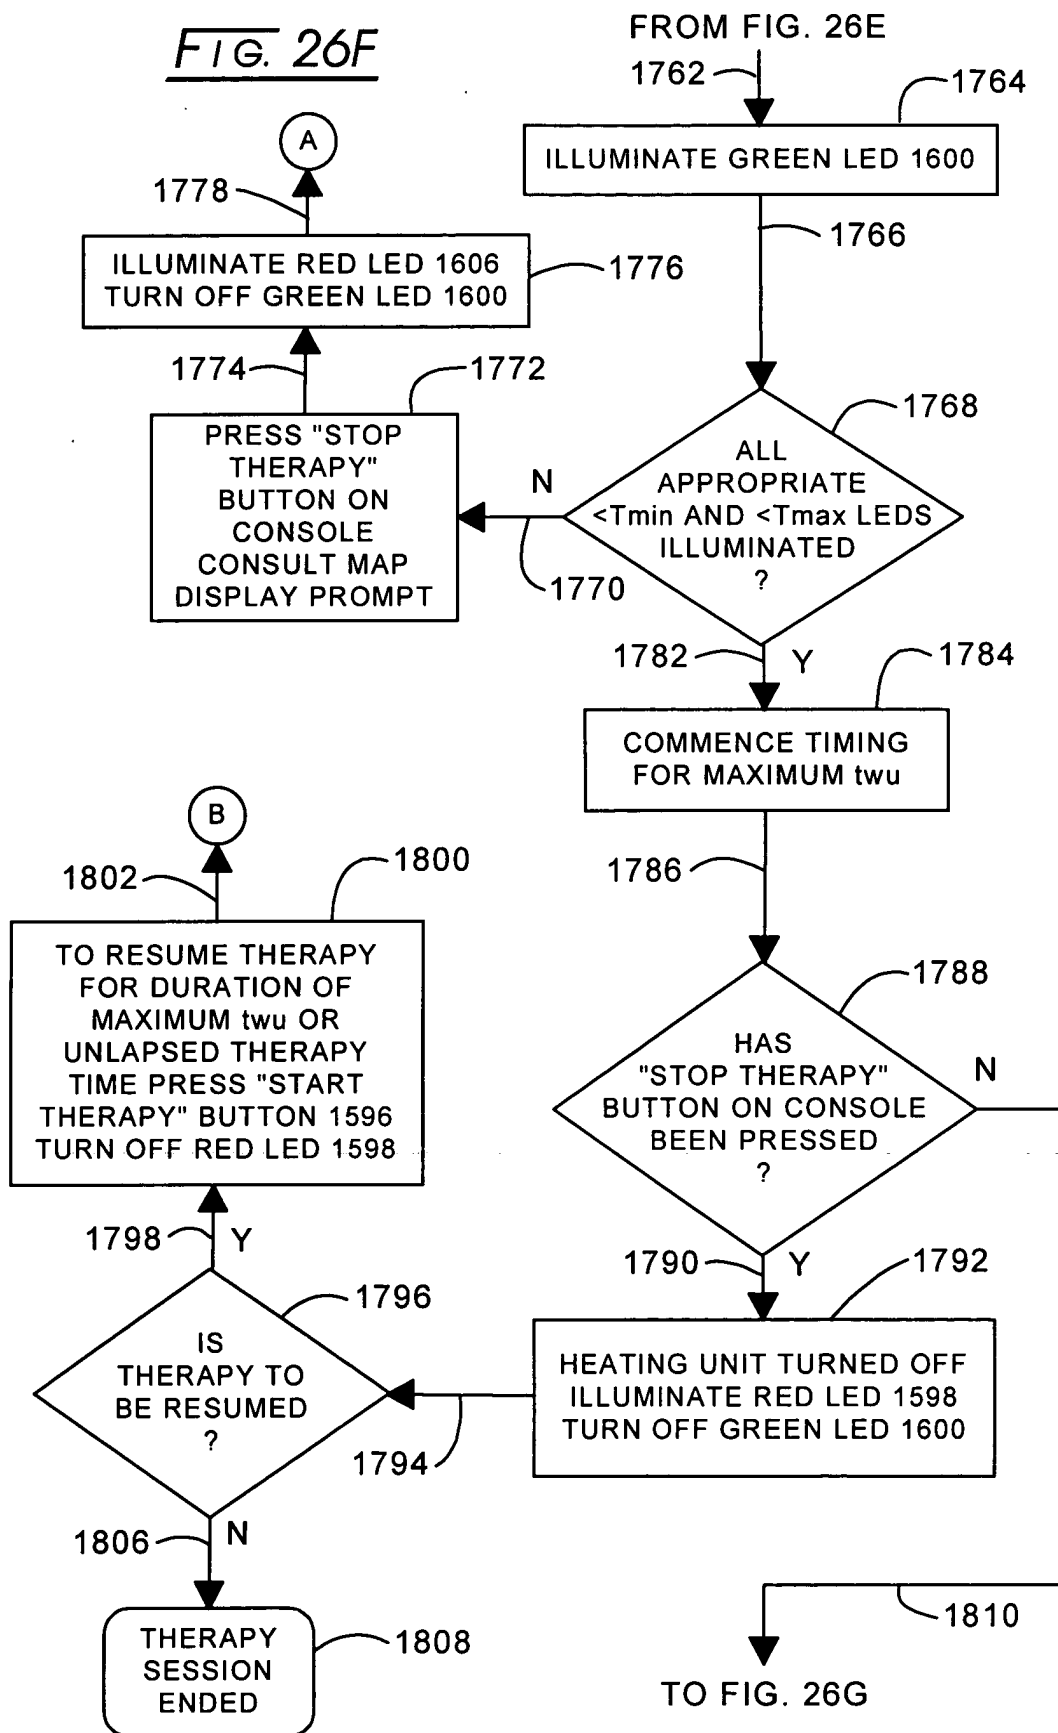 FIG. 26F
FROM FIG. 26E
1762
1764
ILLUMINATE GREEN LED 1600
A
1778
1766
ILLUMINATE RED LED 1606
TURN OFF GREEN LED 1600
1776
1774
1772
1768
PRESS "STOP
THERAPY"
BUTTON ON
CONSOLE
CONSULT MAP
DISPLAY PROMPT
N
1770
ALL
APPROPRIATE
<Tmin AND <Tmax LEDS
ILLUMINATED
?
1782
Y
1784
COMMENCE TIMING
FOR MAXIMUM twu
B
1802
1800
1786
TO RESUME THERAPY
FOR DURATION OF
MAXIMUM twu OR
UNLAPSED THERAPY
TIME PRESS "START
THERAPY" BUTTON 1596
TURN OFF RED LED 1598
1788
HAS
"STOP THERAPY"
BUTTON ON CONSOLE
BEEN PRESSED
?
N
1798
Y
1790
Y
1792
1796
IS
THERAPY TO
BE RESUMED
?
HEATING UNIT TURNED OFF
ILLUMINATE RED LED 1598
TURN OFF GREEN LED 1600
1794
1806
N
THERAPY
SESSION
ENDED
1808
1810
TO FIG. 26G